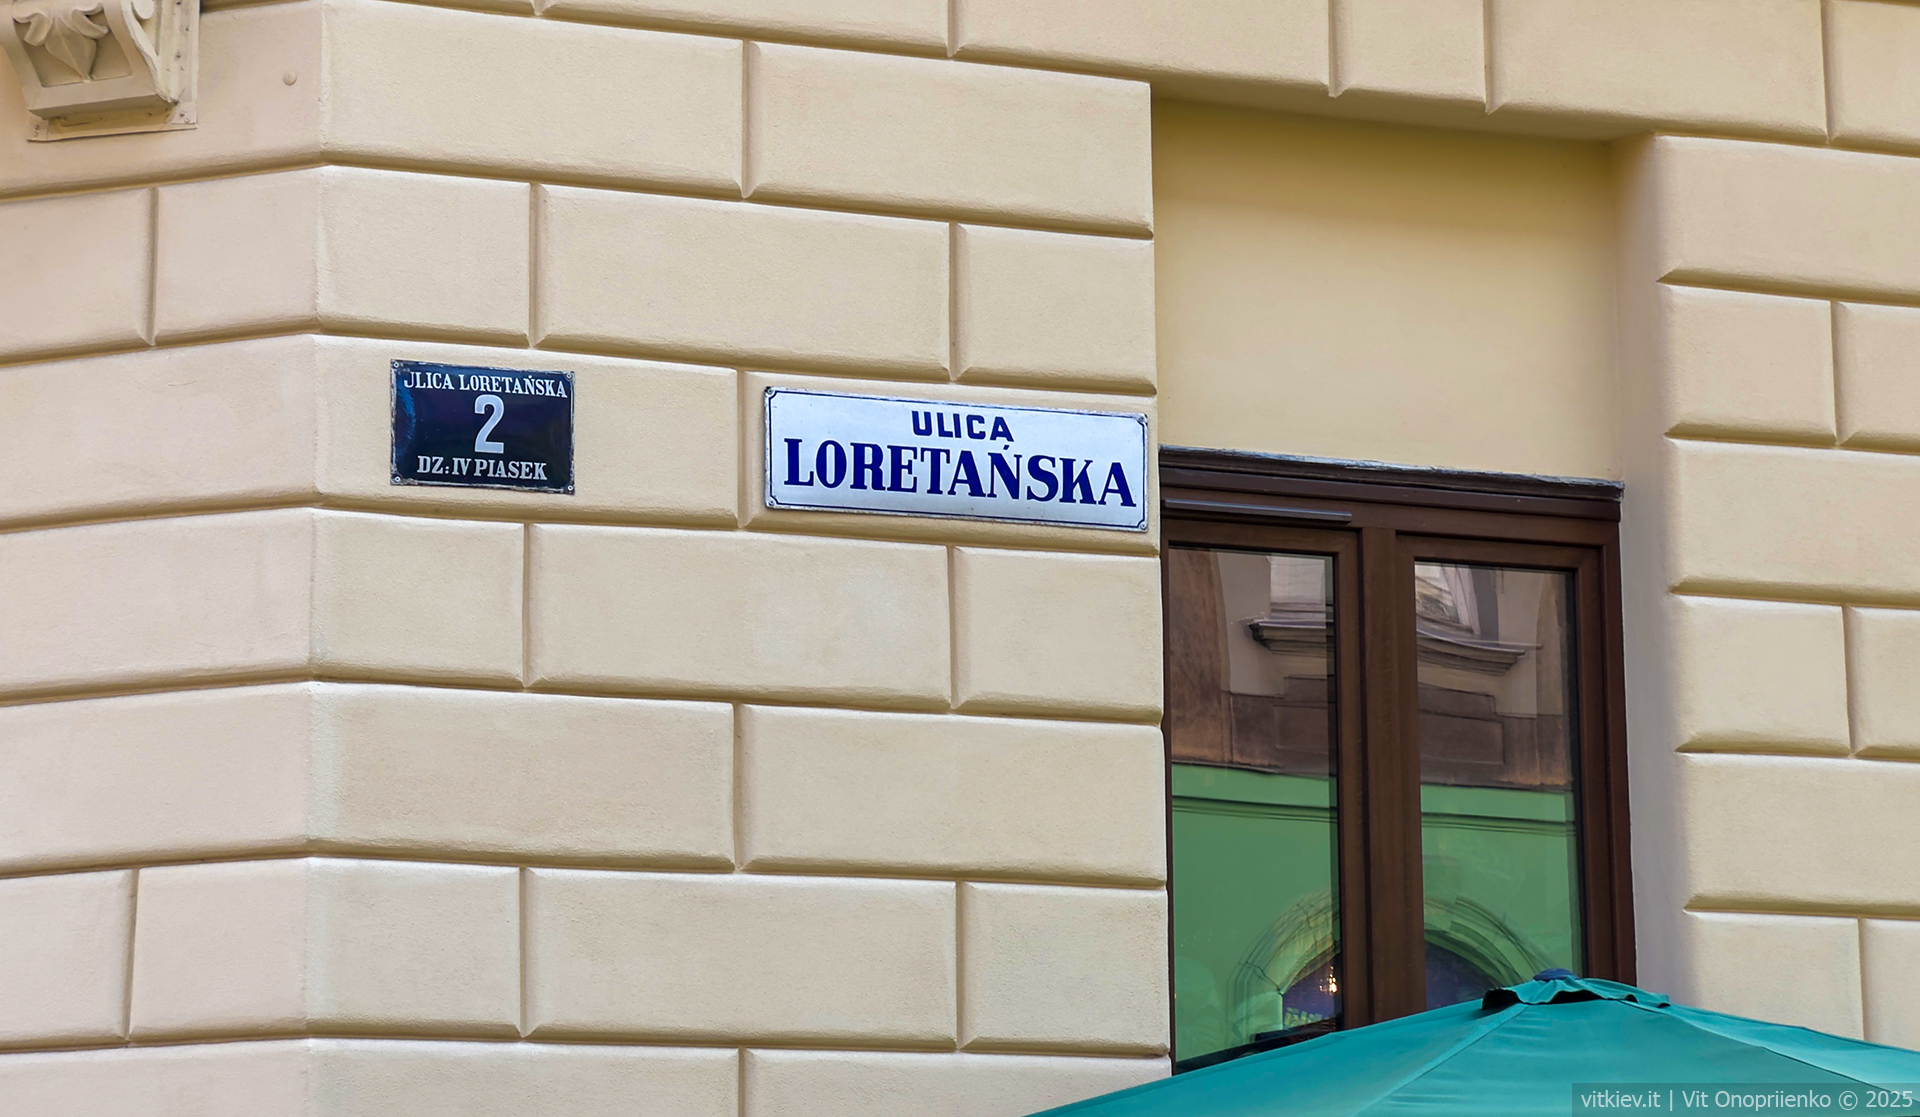 ULICA LORETAŃSKA
2
DZ: IV PIASEK
ULICA
LORETAŃSKA
vitkiev.it | Vit Onopriienko © 2025